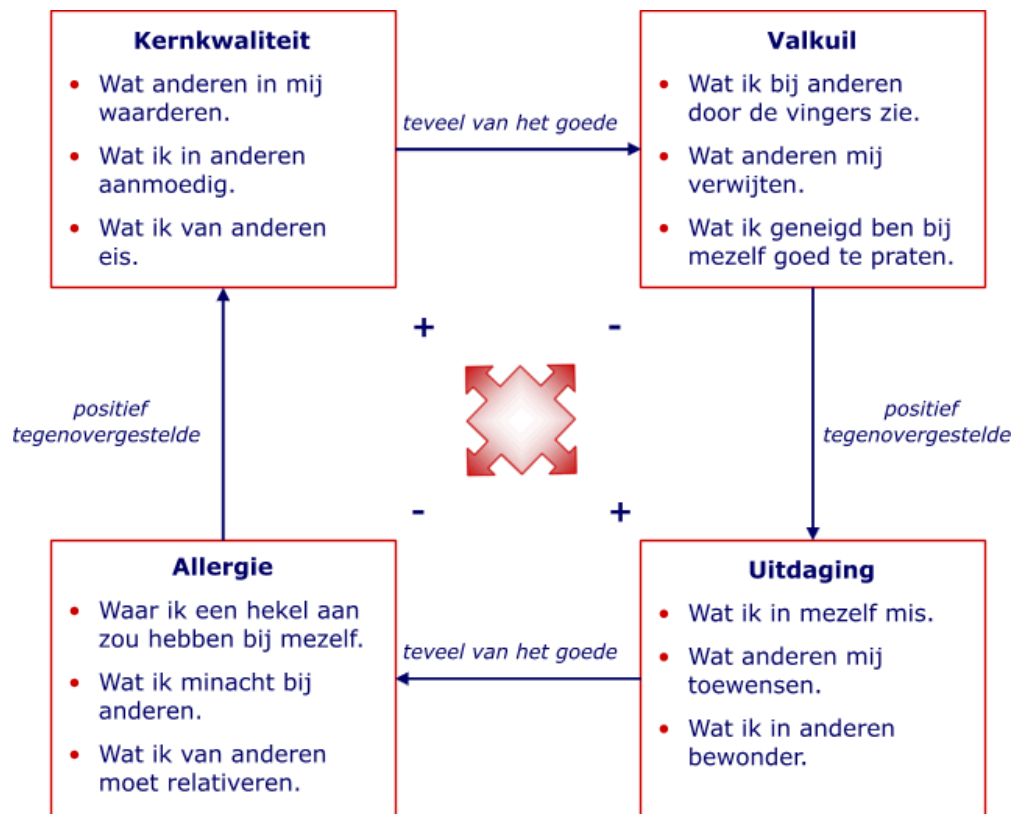 Kernkwaliteit
• Wat anderen in mij
waarderen.
• Wat ik in anderen
aanmoedig.
• Wat ik van anderen
eis.
teveel van het goede
Valkuil
• Wat ik bij anderen
door de vingers zie.
• Wat anderen mij
verwijten.
• Wat ik geneigd ben bij
mezelf goed te praten.
+
-
positief
tegenovergestelde
positief
tegenovergestelde
-
+
Allergie
• Waar ik een hekel aan
zou hebben bij mezelf.
• Wat ik minacht bij
anderen.
• Wat ik van anderen
moet relativeren.
teveel van het goede
Uitdaging
• Wat ik in mezelf mis.
• Wat anderen mij
toewensen.
• Wat ik in anderen
bewonder.